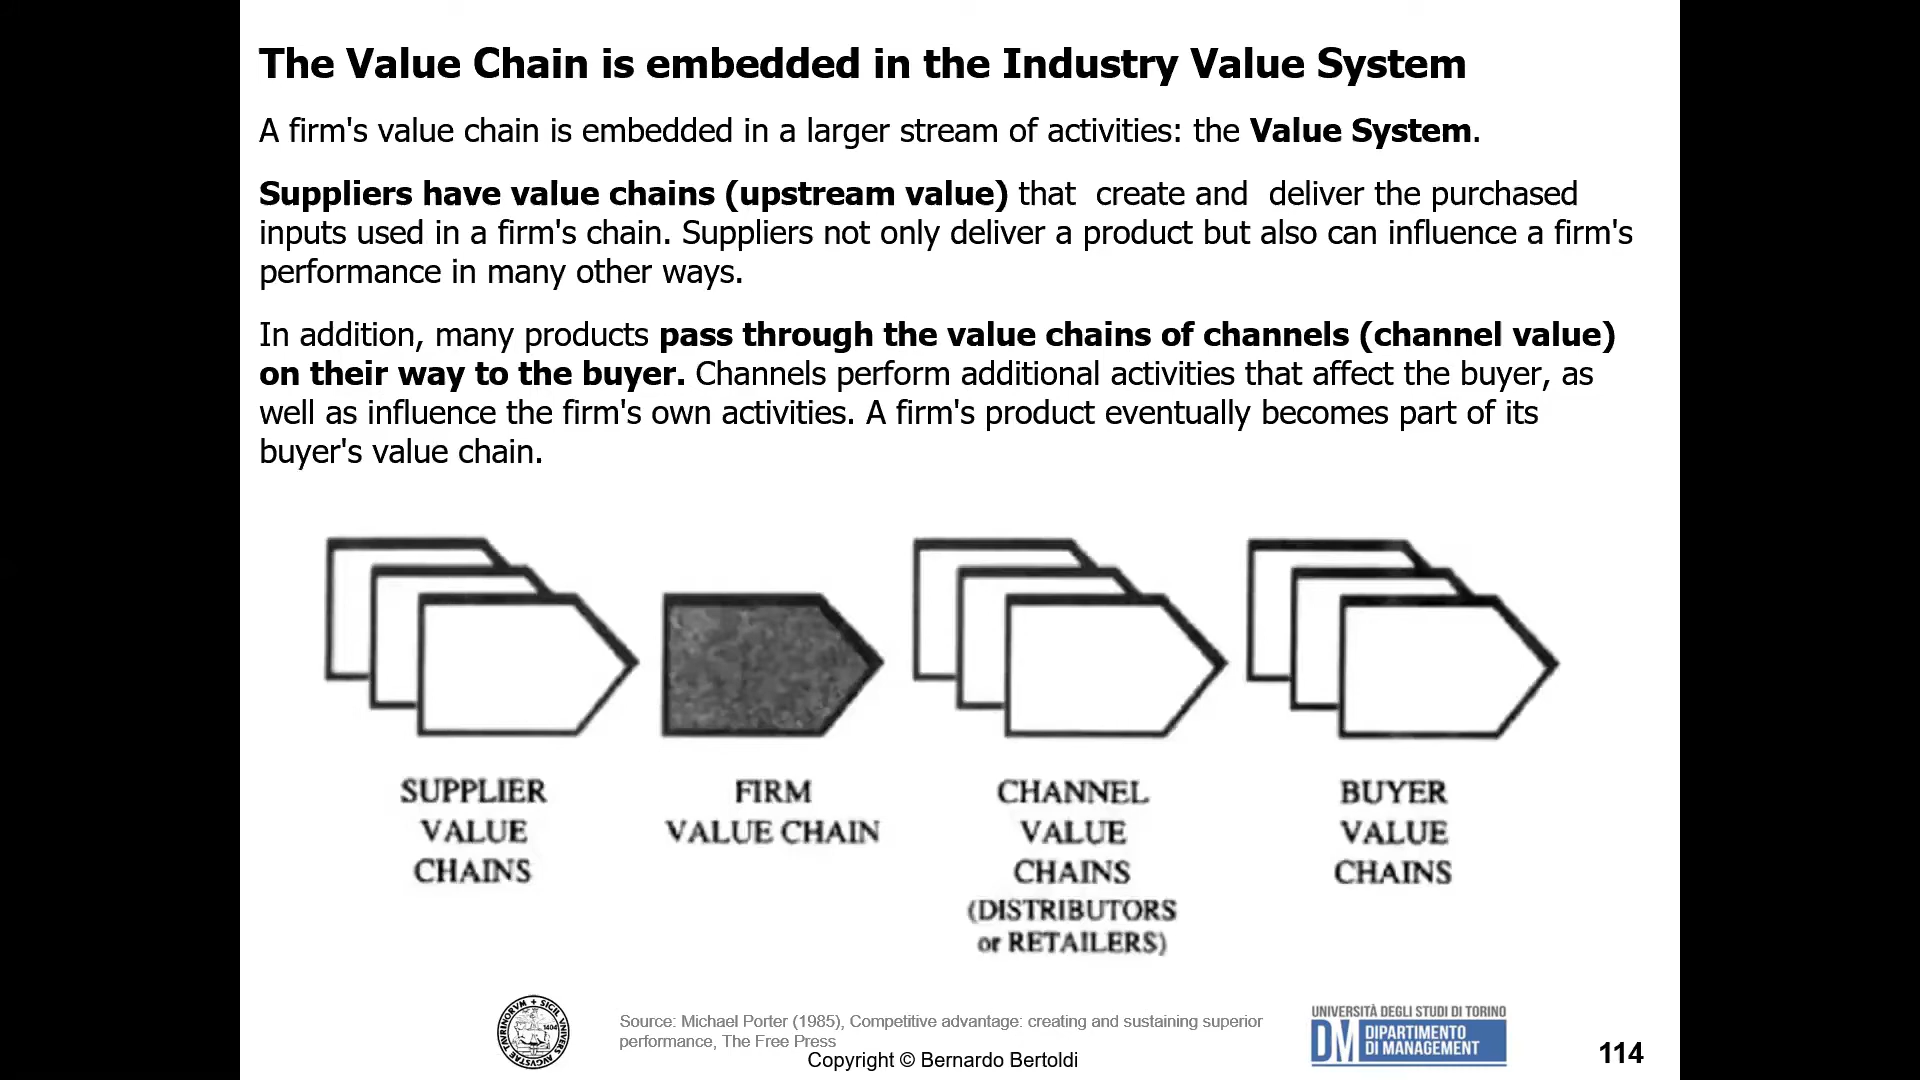 The Value Chain is embedded in the Industry Value System
A firm's value chain is embedded in a larger stream of activities: the Value System.
Suppliers have value chains (upstream value) that create and deliver the purchased
inputs used in a firm's chain. Suppliers not only deliver a product but also can influence a firm's
performance in many other ways.
In addition, many products pass through the value chains of channels (channel value)
on their way to the buyer. Channels perform additional activities that affect the buyer, as
well as influence the firm's own activities. A firm's product eventually becomes part of its
buyer's value chain.
SUPPLIER
VALUE
CHAINS
FIRM
VALUE CHAIN
CHANNEL
VALUE
CHAINS
(DISTRIBUTORS
or RETAILERS)
BUYER
VALUE
CHAINS
1404
Source: Michael Porter (1985), Competitive advantage: creating and sustaining superior
performance, The Free Press
Copyright © Bernardo Bertoldi
UNIVERSITÀ DEGLI STUDI DI TORINO
DM DIPARTIMENTO
DI MANAGEMENT
114